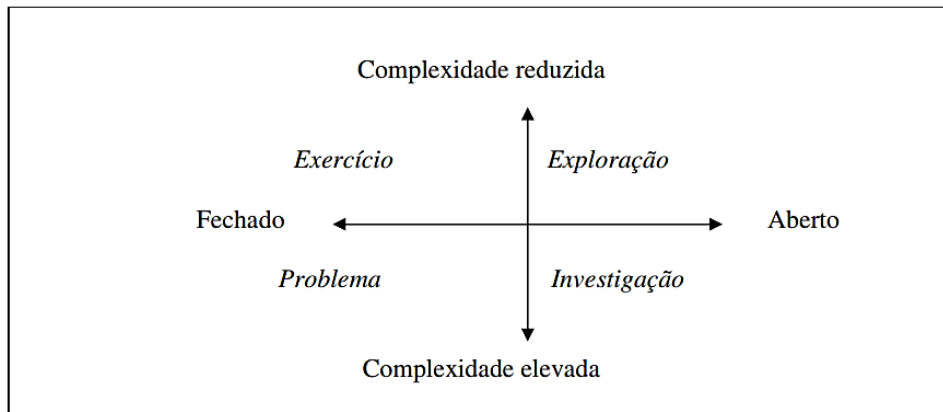 Complexidade reduzida
Exercício
Exploração
Fechado
Aberto
Problema
Investigação
Complexidade elevada